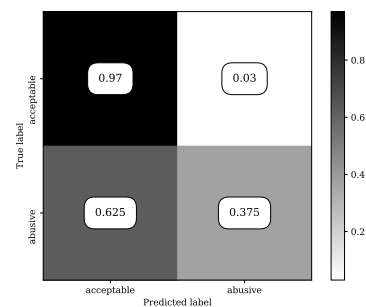 acceptable
0.97
0.03
True label
abusive
0.625
0.375
acceptable
abusive
Predicted label
0.8
0.6
0.4
0.2